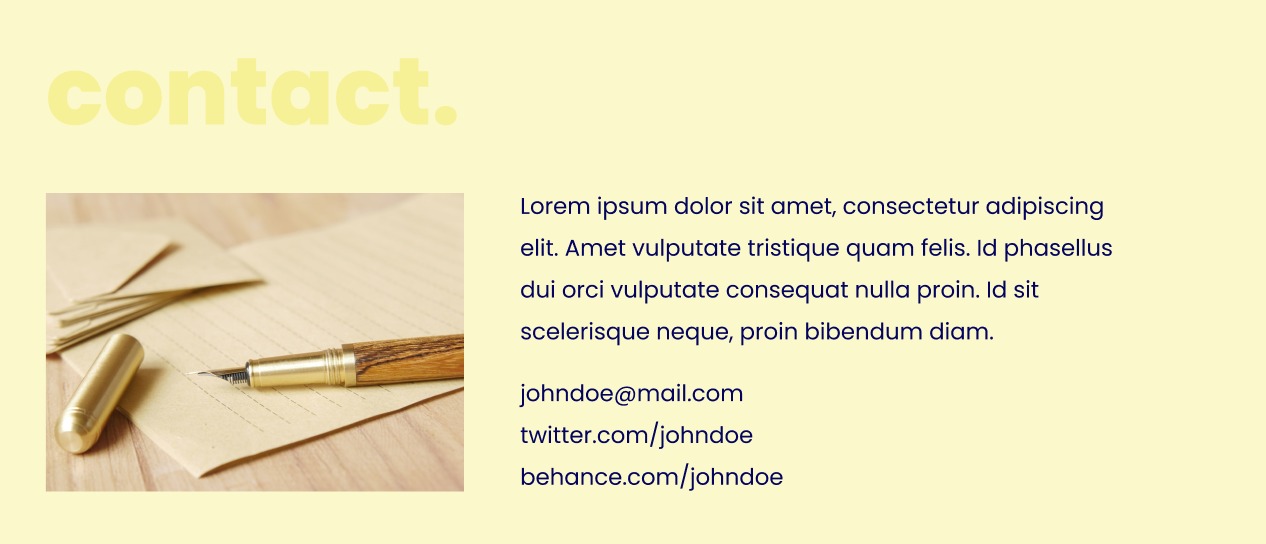 contact.
Lorem ipsum dolor sit amet, consectetur adipiscing
elit. Amet vulputate tristique quam felis. Id phasellus
dui orci vulputate consequat nulla proin. Id sit
scelerisque neque, proin bibendum diam.
johndoe@mail.com
twitter.com/johndoe
behance.com/johndoe